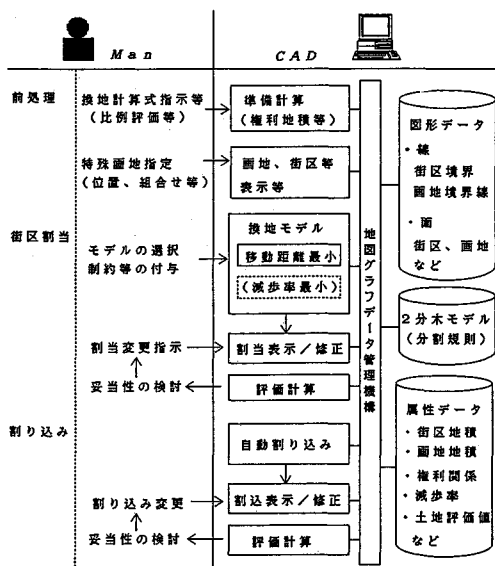 Man
CAD
前処理
換地計算式指示等
(比例評価等)
準備計算
(権利地積等)
特殊画地指定
(位置、組合せ等)
画地、街区等
表示等
街区割当
モデルの選択
制約等の付与
換地モデル
移動距離最小
(減歩率最小)
割当変更指示
割当表示/修正
妥当性の検討
評価計算
割り込み
自動割り込み
割り込み変更
割込表示/修正
妥当性の検討
評価計算
地図グラフデータ管理機構
図形データ
・線
街区境界
画地境界線
・面
街区、画地
など
2分木モデル
(分割規則)
属性データ
・街区地積
・画地地積
・権利関係
・減歩率
・土地評価値
など